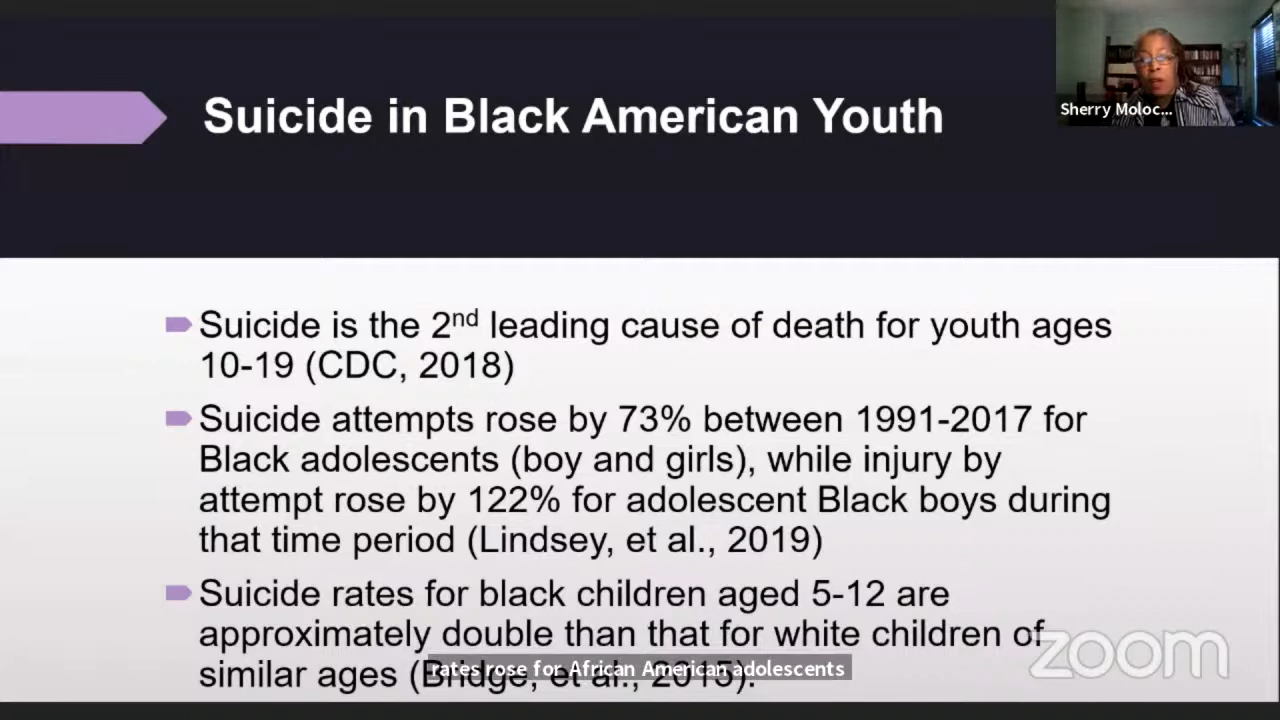 Suicide in Black American Youth
Sherry Moloc...
Suicide is the 2nd leading cause of death for youth ages
10-19 (CDC, 2018)
Suicide attempts rose by 73% between 1991-2017 for
Black adolescents (boy and girls), while injury by
attempt rose by 122% for adolescent Black boys during
that time period (Lindsey, et al., 2019)
Suicide rates for black children aged 5-12 are
approximately double than that for white children of
similar ages (Bridge, et al., 2015).
rates rose for African American adolescents
zoom